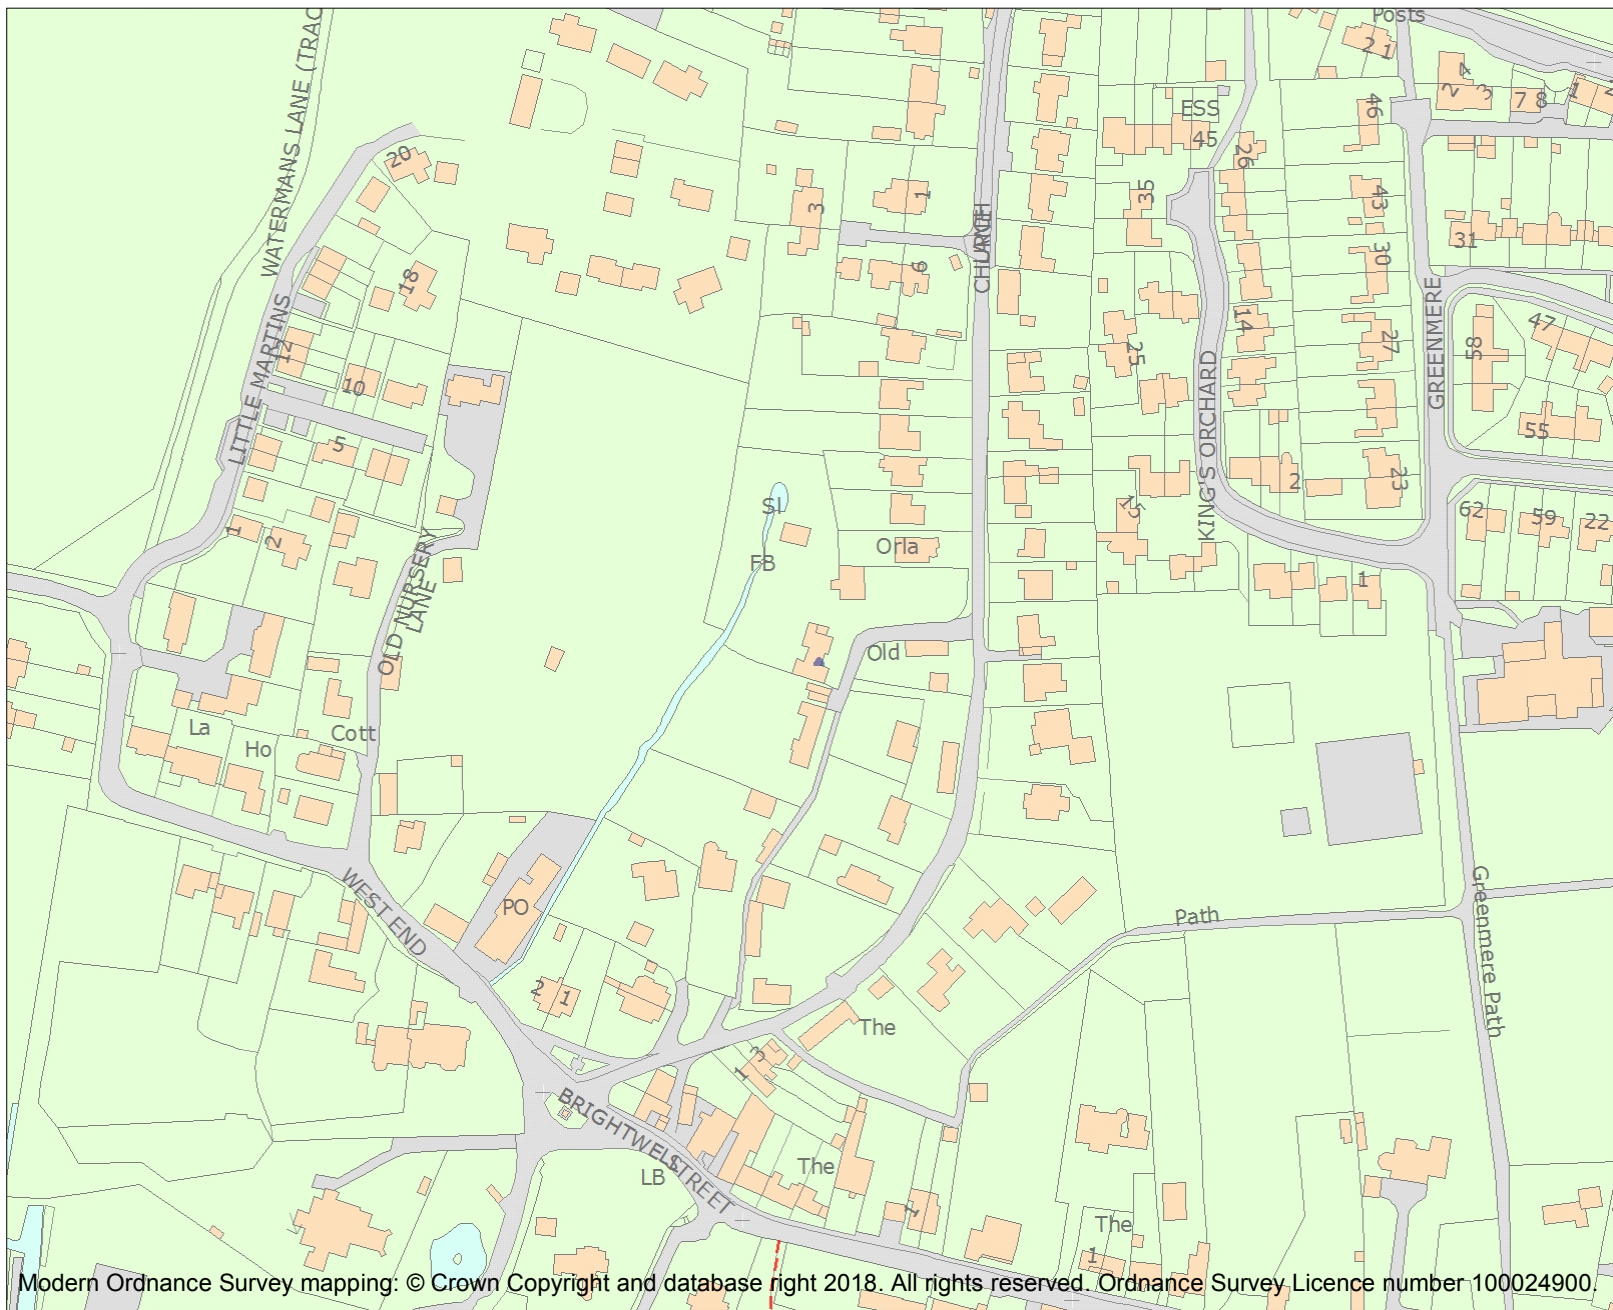 Posts
2 1
WATERMANS LANE (TRAC
ESS
45
46
2 4 3
7 8
1
20
26
35
43
3
1
31
30
18
9
CHURCH
LITTLE MARTINS
12
10
5
14
25
27
GREENMERE
58
47
55
KING'S ORCHARD
2
23
15
62
59
22
1
2
Sl
FB
Orla
OLD NURSERY
LANE
1
Old
La
Ho
Cott
WEST END
PO
Path
Greenmere Path
2 1
The
1 3
BRIGHTWELL
STREET
LB
The
1
The
1
Modern Ordnance Survey mapping: © Crown Copyright and database right 2018. All rights reserved. Ordnance Survey Licence number 100024900.